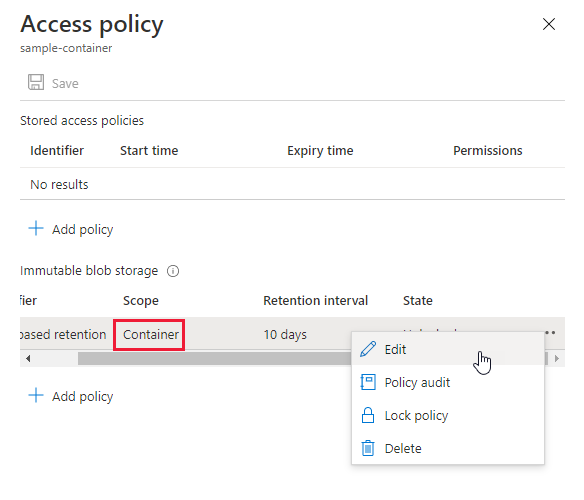 Access policy
sample-container
Save
Stored access policies
Identifier Start time Expiry time Permissions
No results
Add policy
Immutable blob storage
fier Scope Retention interval State
based retention Container 10 days
Edit
Policy audit
Lock policy
Delete
Add policy